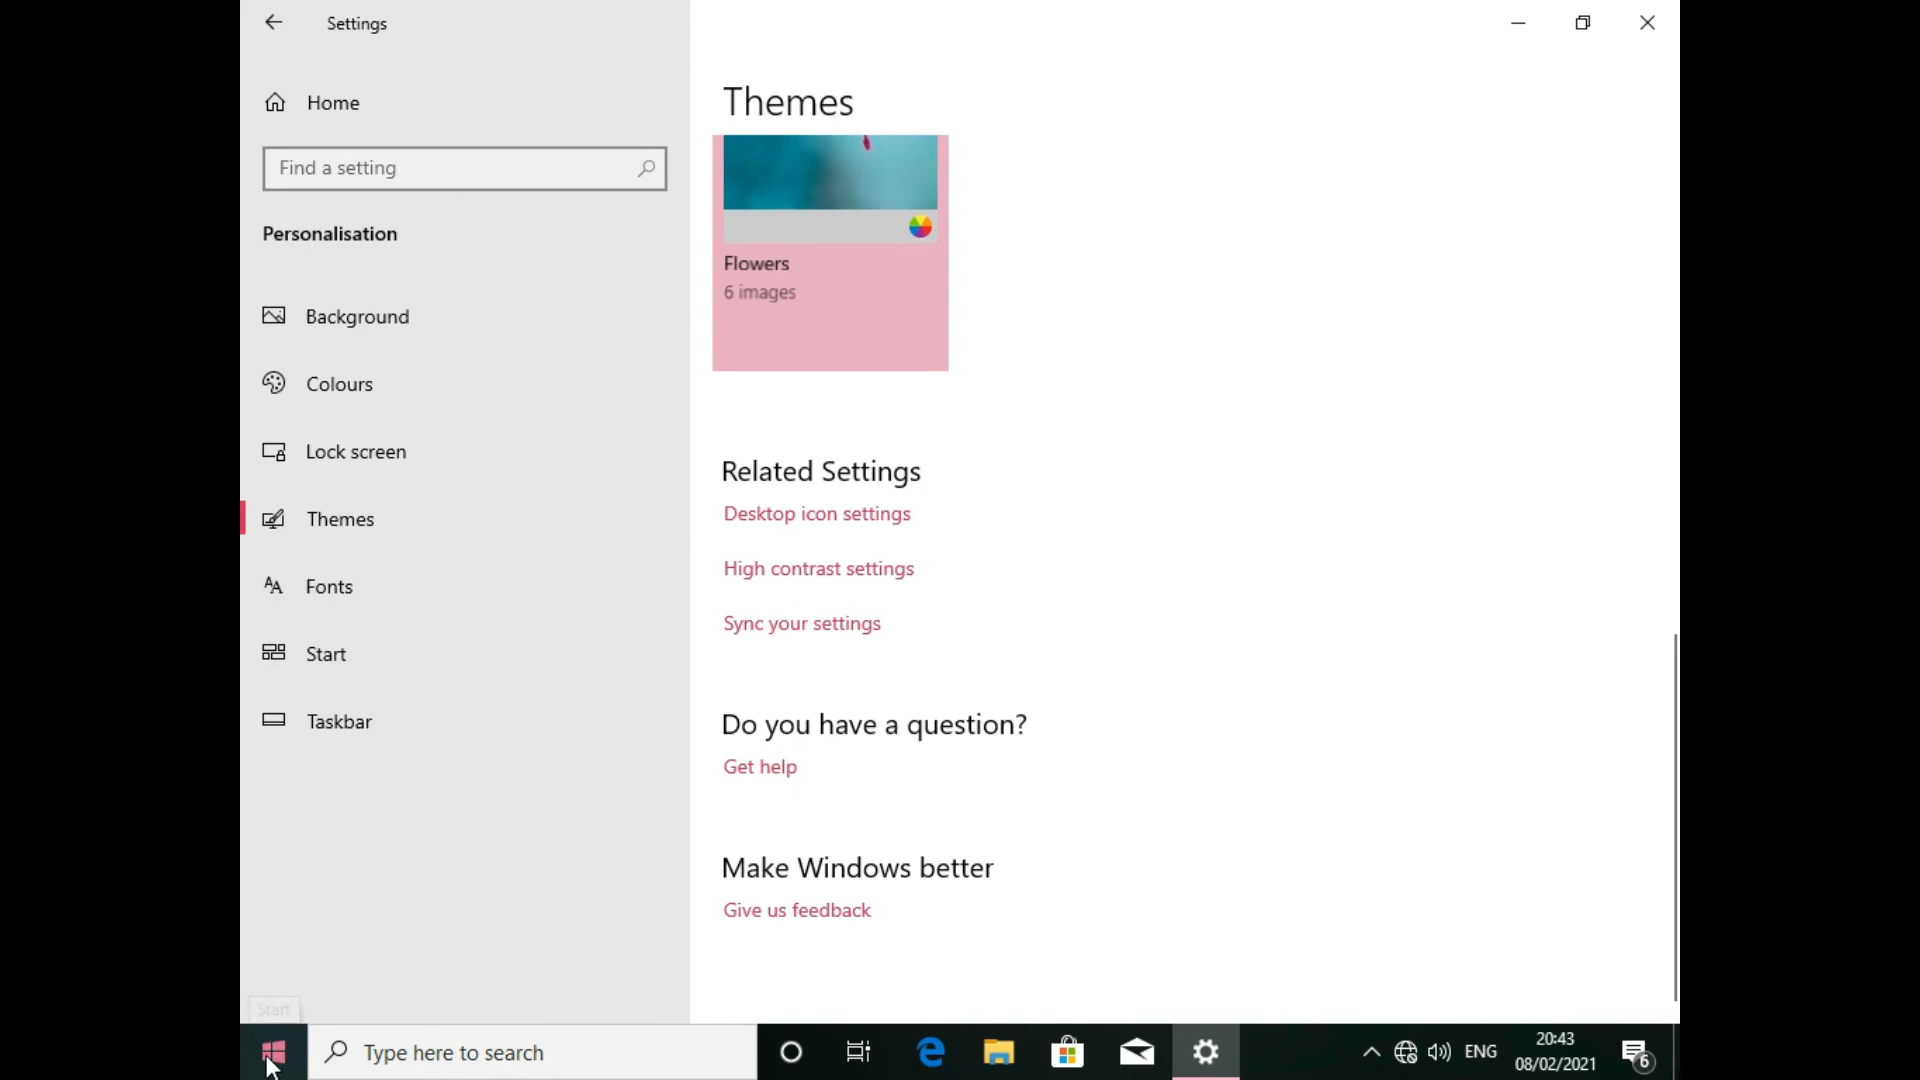 Settings
Home
Find a setting
Personalisation
Background
Colours
Lock screen
Themes
Fonts
Start
Taskbar
Themes
Flowers
6 images
Related Settings
Desktop icon settings
High contrast settings
Sync your settings
Do you have a question?
Get help
Make Windows better
Give us feedback
Start
Type here to search
ENG
20:43
08/02/2021
6